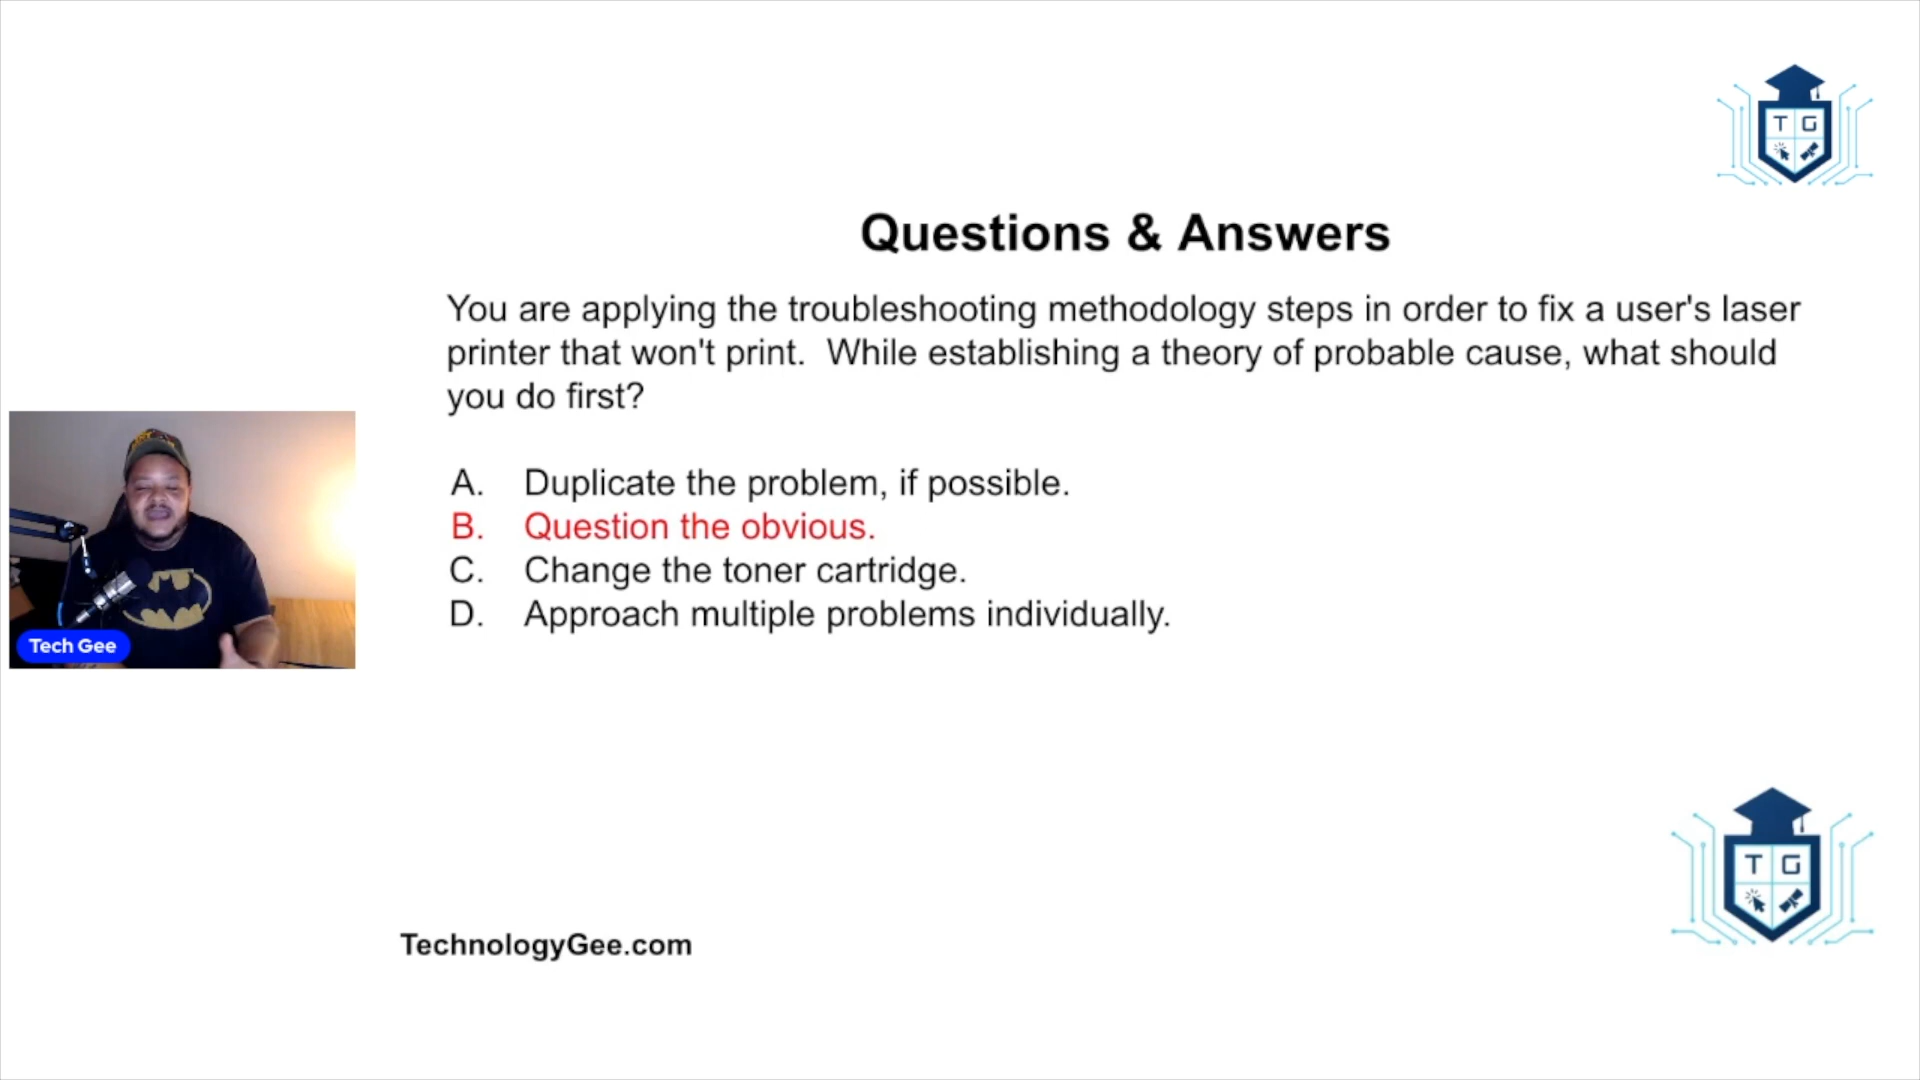 T G
Questions & Answers
You are applying the troubleshooting methodology steps in order to fix a user's laser
printer that won't print. While establishing a theory of probable cause, what should
you do first?
A. Duplicate the problem, if possible.
B. Question the obvious.
C. Change the toner cartridge.
D. Approach multiple problems individually.
Tech Gee
T G
TechnologyGee.com